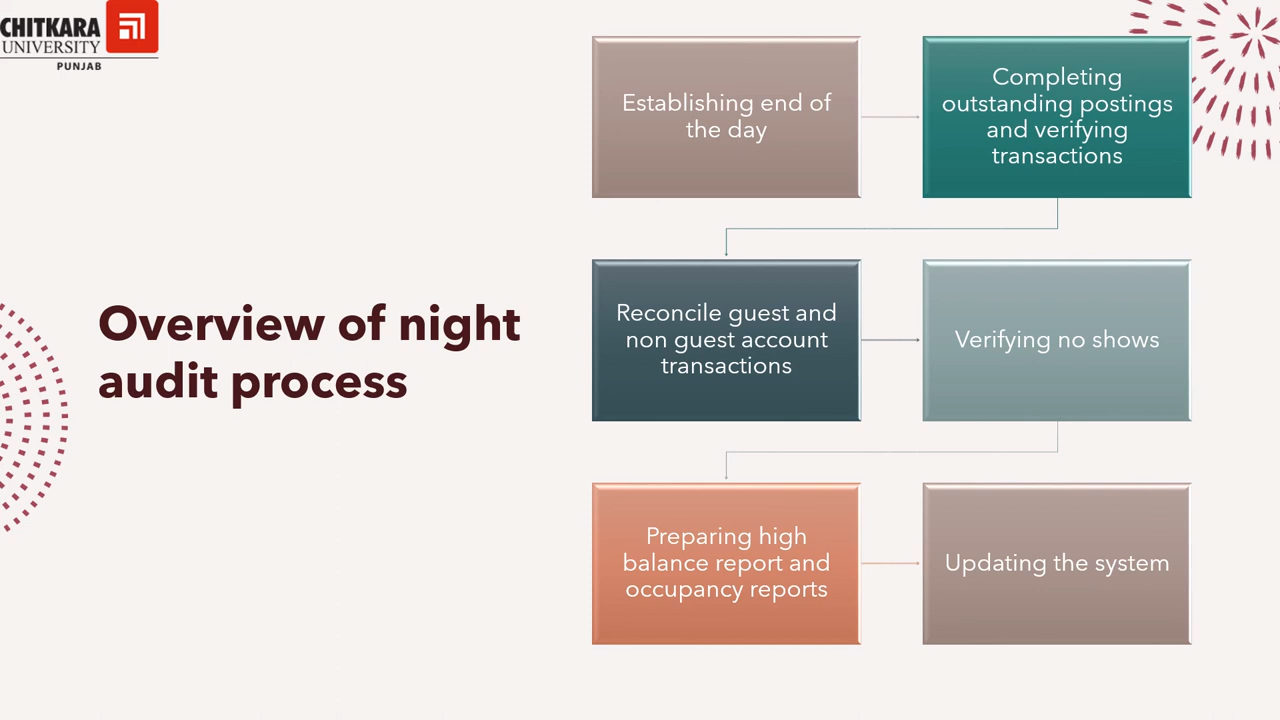 CHITKARA
UNIVERSITY
PUNJAB
Overview of night
audit process
Establishing end of
the day
Completing
outstanding postings
and verifying
transactions
Reconcile guest and
non guest account
transactions
Verifying no shows
Preparing high
balance report and
occupancy reports
Updating the system